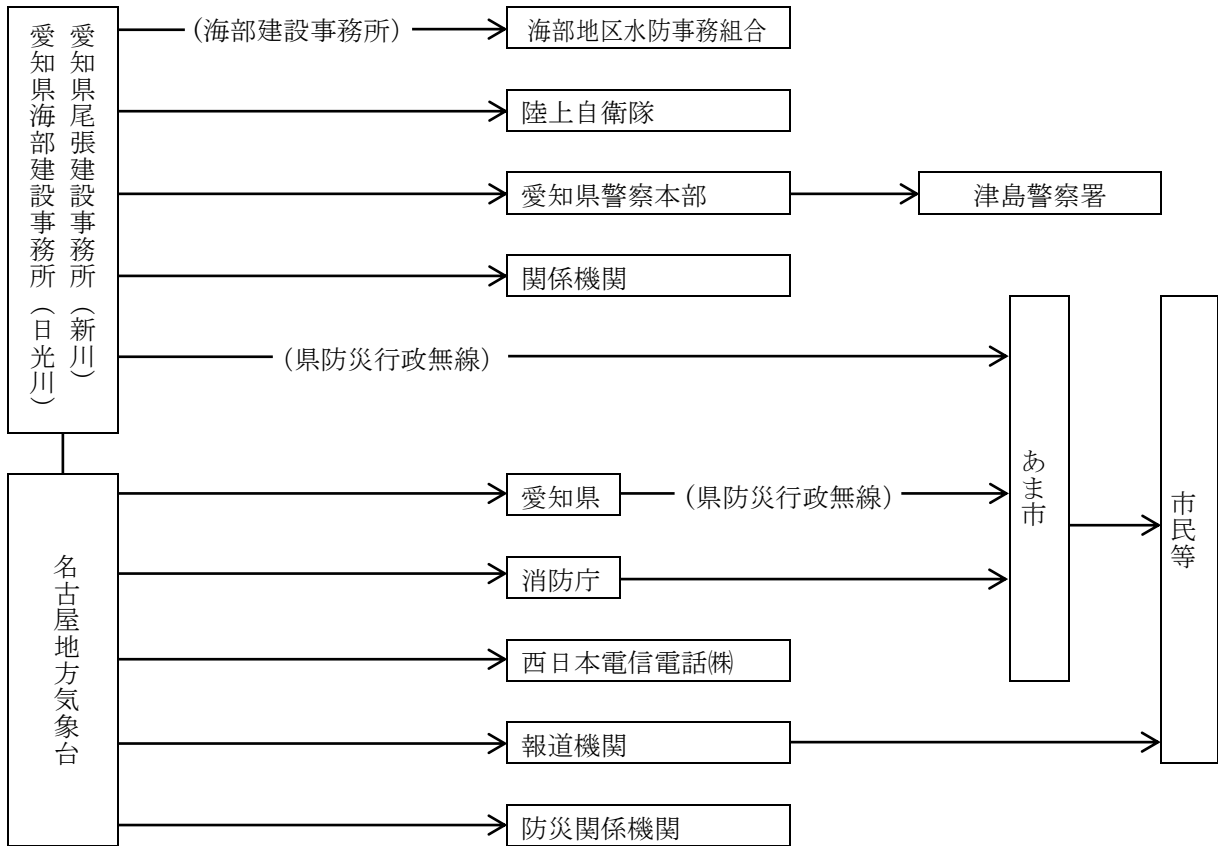 愛知県尾張建設事務所（新川）
愛知県海部建設事務所（日光川）
（海部建設事務所）
海部地区水防事務組合
陸上自衛隊
愛知県警察本部
津島警察署
関係機関
（県防災行政無線）
あま市
市民等
名古屋地方気象台
愛知県
（県防災行政無線）
消防庁
西日本電信電話㈱
報道機関
防災関係機関